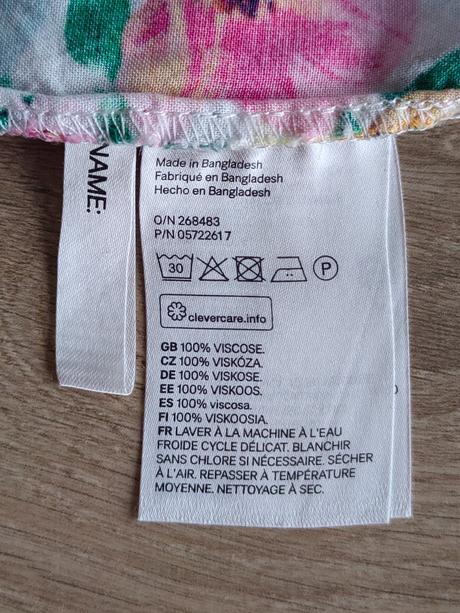 NAME:
Made in Bangladesh
Fabriqué en Bangladesh
Hecho en Bangladesh
O/N 268483
P/N 05722617
30 P
clevercare.info
GB 100% VISCOSE.
CZ 100% VISKÓZA.
DE 100% VISKOSE.
EE 100% VISKOOS.
ES 100% viscosa.
FI 100% VISKOOSIA.
FR LAVER À LA MACHINE À L'EAU
FROIDE CYCLE DÉLICAT. BLANCHIR
SANS CHLORE SI NÉCESSAIRE. SÉCHER
À L'AIR. REPASSER À TEMPÉRATURE
MOYENNE. NETTOYAGE À SEC.